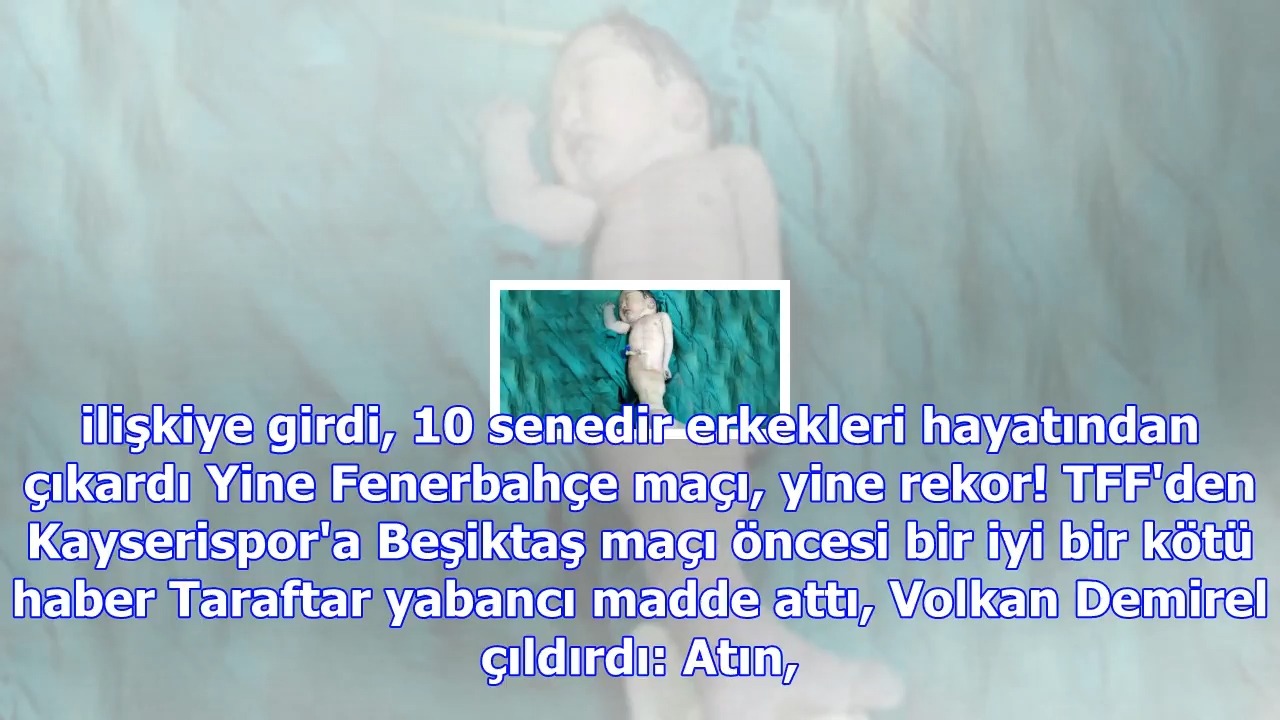 ilişkiye girdi, 10 senedir erkekleri hayatından
çıkardı Yine Fenerbahçe maçı, yine rekor! TFF'den
Kayserispor'a Beşiktaş maçı öncesi bir iyi bir kötü
haber Taraftar yabancı madde attı, Volkan Demirel
çıldırdı: Atın,